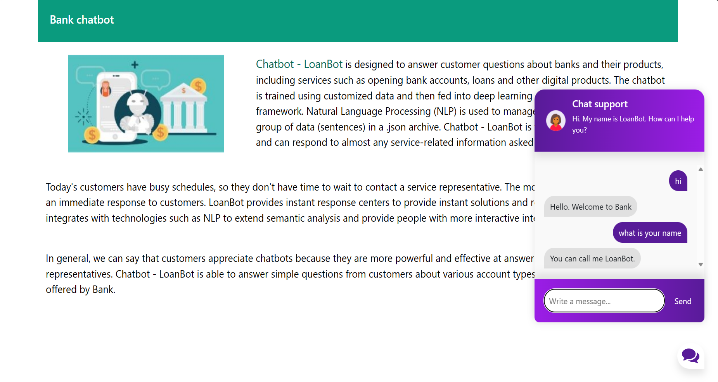 Bank chatbot
Chatbot - LoanBot is designed to answer customer questions about banks and their products,
including services such as opening bank accounts, loans and other digital products. The chatbot
is trained using customized data and then fed into deep learning
framework. Natural Language Processing (NLP) is used to manage
group of data (sentences) in a .json archive. Chatbot - LoanBot is
and can respond to almost any service-related information asked
Today's customers have busy schedules, so they don't have time to wait to contact a service representative. The
an immediate response to customers. LoanBot provides instant response centers to provide instant solutions and
integrates with technologies such as NLP to extend semantic analysis and provide people with more interactive
In general, we can say that customers appreciate chatbots because they are more powerful and effective at
representatives. Chatbot - LoanBot is able to answer simple questions from customers about various account types
offered by Bank.
Chat support
Hi. My name is LoanBot. How can I help
you?
hi
Hello. Welcome to Bank
what is your name
You can call me LoanBot.
Write a message...
Send